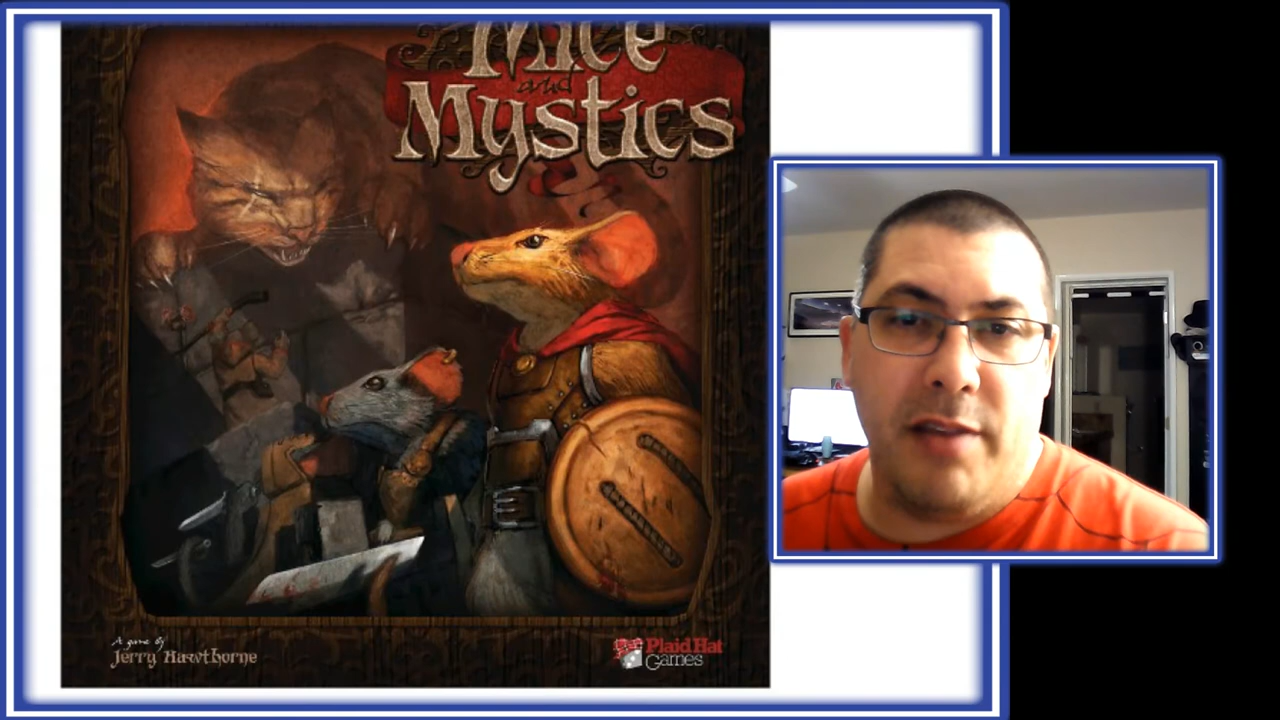 Mice
and
Mystics
A game by
Jerry Hawthorne
Plaid Hat
Games